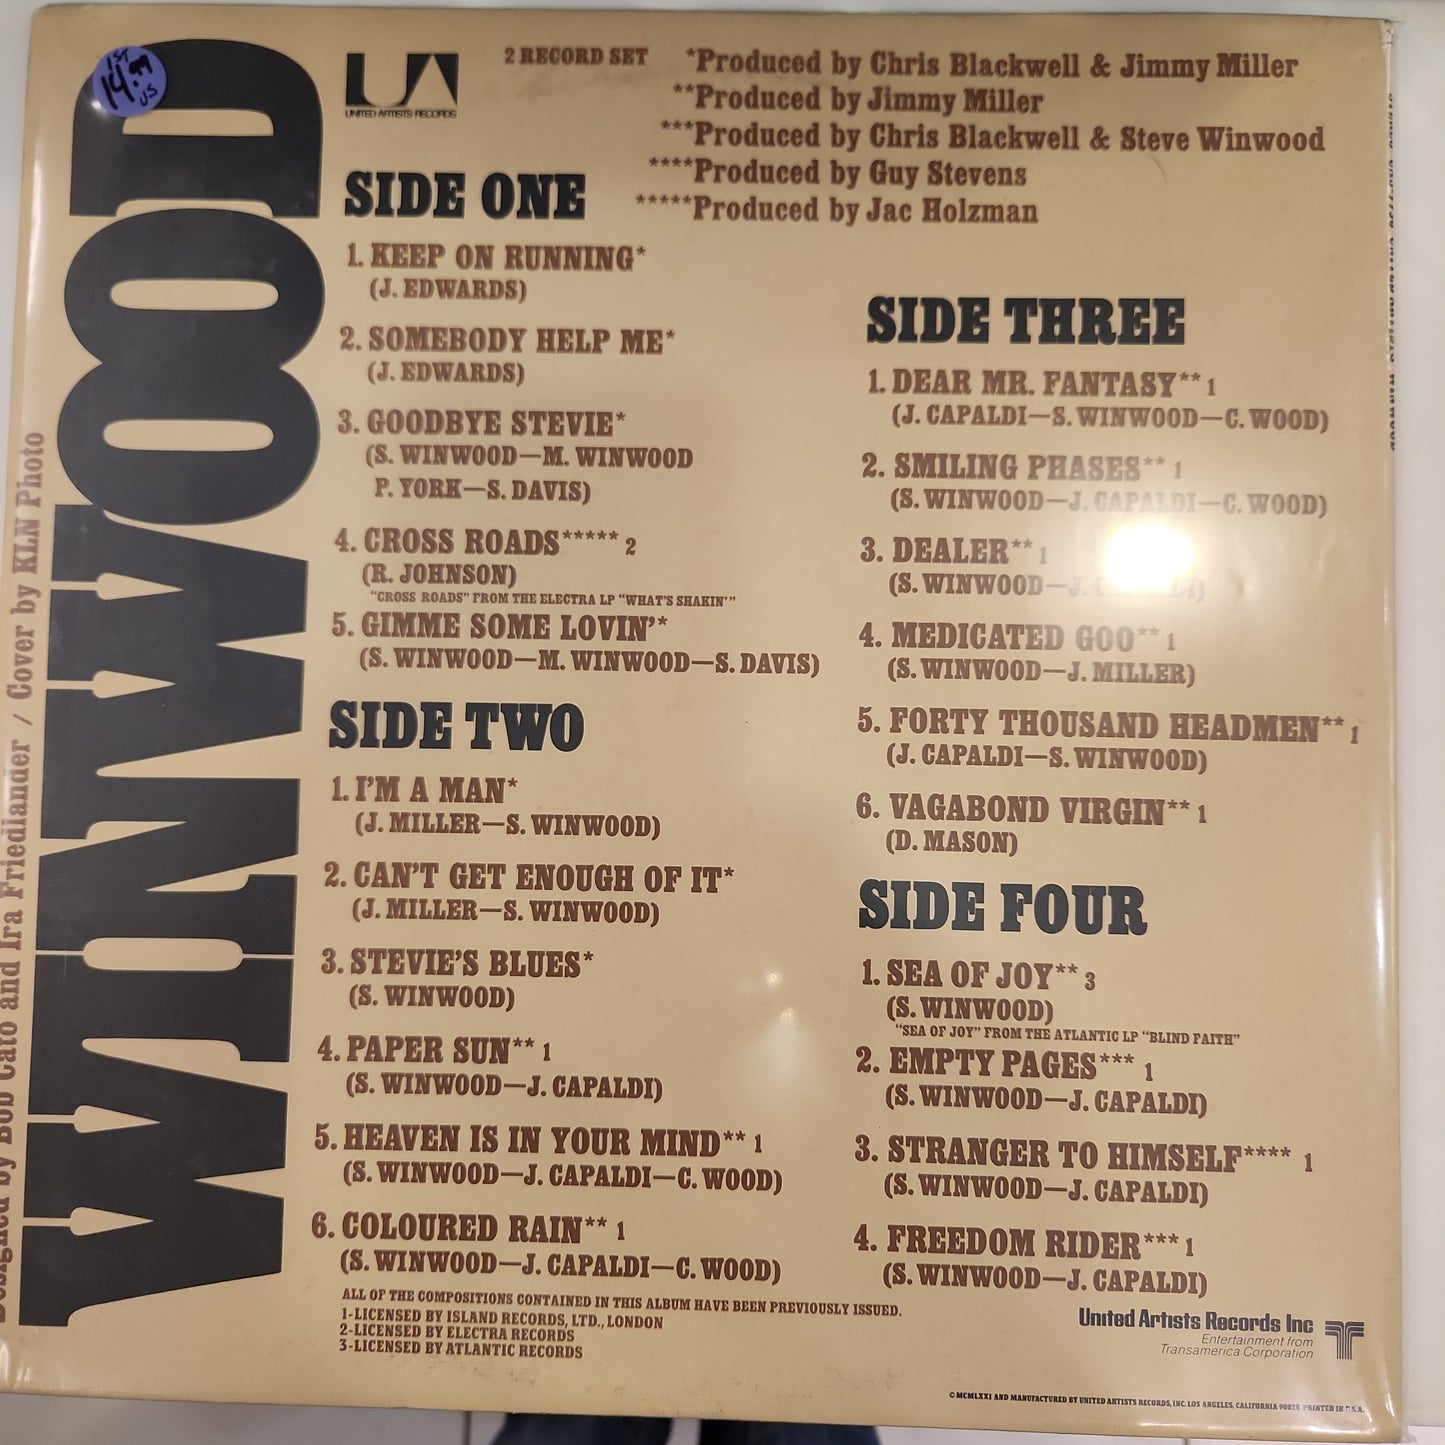 1ST
14.99
US
WINWOOD
UA
UNITED ARTISTS RECORDS
2 RECORD SET
*Produced by Chris Blackwell & Jimmy Miller
**Produced by Jimmy Miller
***Produced by Chris Blackwell & Steve Winwood
****Produced by Guy Stevens
*****Produced by Jac Holzman
SIDE ONE
1. KEEP ON RUNNING*
(J. EDWARDS)
2. SOMEBODY HELP ME*
(J. EDWARDS)
3. GOODBYE STEVIE*
(S. WINWOOD—M. WINWOOD
P. YORK—S. DAVIS)
4. CROSS ROADS***** 2
(R. JOHNSON)
"CROSS ROADS" FROM THE ELECTRA LP "WHAT'S SHAKIN'"
5. GIMME SOME LOVIN'*
(S. WINWOOD—M. WINWOOD—S. DAVIS)
SIDE TWO
1. I'M A MAN*
(J. MILLER—S. WINWOOD)
2. CAN'T GET ENOUGH OF IT*
(J. MILLER—S. WINWOOD)
3. STEVIE'S BLUES*
(S. WINWOOD)
4. PAPER SUN** 1
(S. WINWOOD—J. CAPALDI)
5. HEAVEN IS IN YOUR MIND** 1
(S. WINWOOD—J. CAPALDI—C. WOOD)
6. COLOURED RAIN** 1
(S. WINWOOD—J. CAPALDI—C. WOOD)
SIDE THREE
1. DEAR MR. FANTASY** 1
(J. CAPALDI—S. WINWOOD—C. WOOD)
2. SMILING PHASES** 1
(S. WINWOOD—J. CAPALDI—C. WOOD)
3. DEALER** 1
(S. WINWOOD—J. CAPALDI)
4. MEDICATED GOO** 1
(S. WINWOOD—J. MILLER)
5. FORTY THOUSAND HEADMEN** 1
(J. CAPALDI—S. WINWOOD)
6. VAGABOND VIRGIN** 1
(D. MASON)
SIDE FOUR
1. SEA OF JOY** 3
(S. WINWOOD)
"SEA OF JOY" FROM THE ATLANTIC LP "BLIND FAITH"
2. EMPTY PAGES*** 1
(S. WINWOOD—J. CAPALDI)
3. STRANGER TO HIMSELF**** 1
(S. WINWOOD—J. CAPALDI)
4. FREEDOM RIDER*** 1
(S. WINWOOD—J. CAPALDI)
ALL OF THE COMPOSITIONS CONTAINED IN THIS ALBUM HAVE BEEN PREVIOUSLY ISSUED.
1-LICENSED BY ISLAND RECORDS, LTD., LONDON
2-LICENSED BY ELECTRA RECORDS
3-LICENSED BY ATLANTIC RECORDS
United Artists Records Inc
Entertainment from
Transamerica Corporation
© MCMLXXI AND MANUFACTURED BY UNITED ARTISTS RECORDS, INC. LOS ANGELES, CALIFORNIA 90028 PRINTED IN U.S.A.
Designed by Bob Cato and Ira Friedlander / Cover by KLN Photo